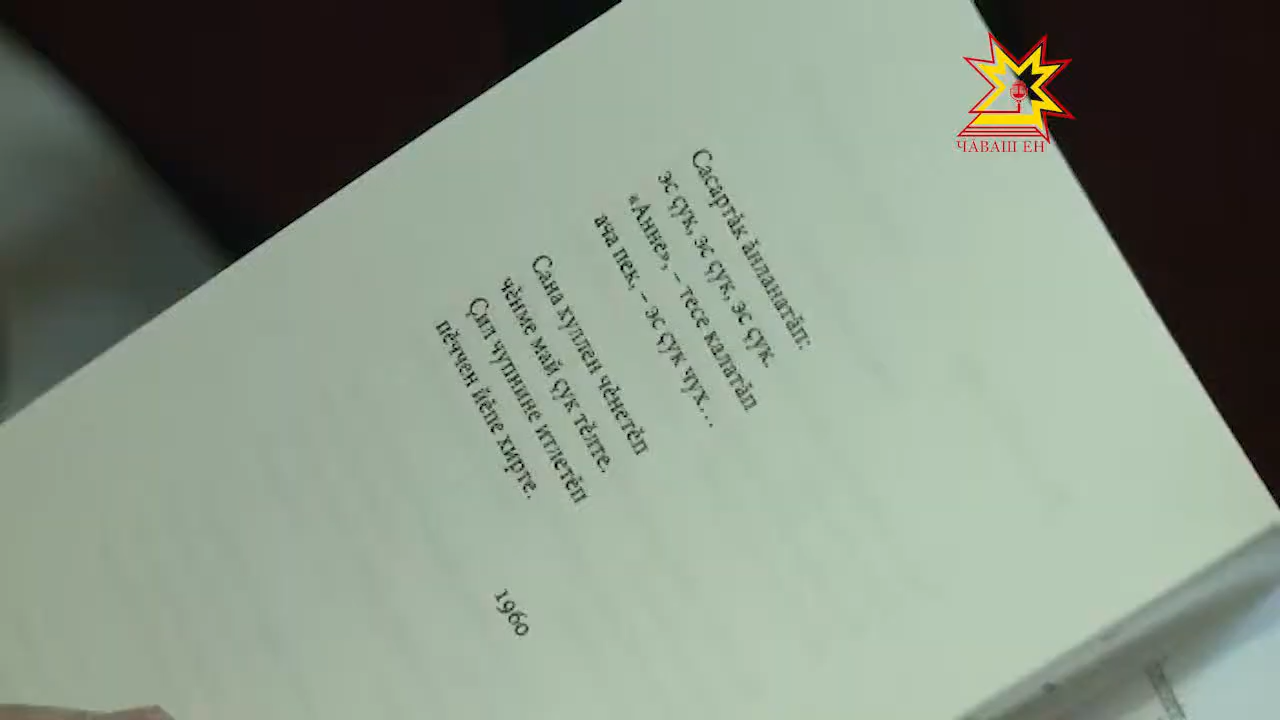 Сасартӑк ӑнланатӑп:
эс ҫук, эс ҫук, эс ҫук.
«Анне», – тесе калатӑп
ача пек, – эс ҫук чух...
Сана хуллен чӗнетӗп
чӗнме май ҫук тӗлте.
Ҫил чупнине итлетӗп
пӗччен йӗпе хирте.
1960
ЧӐВАШ ЕН